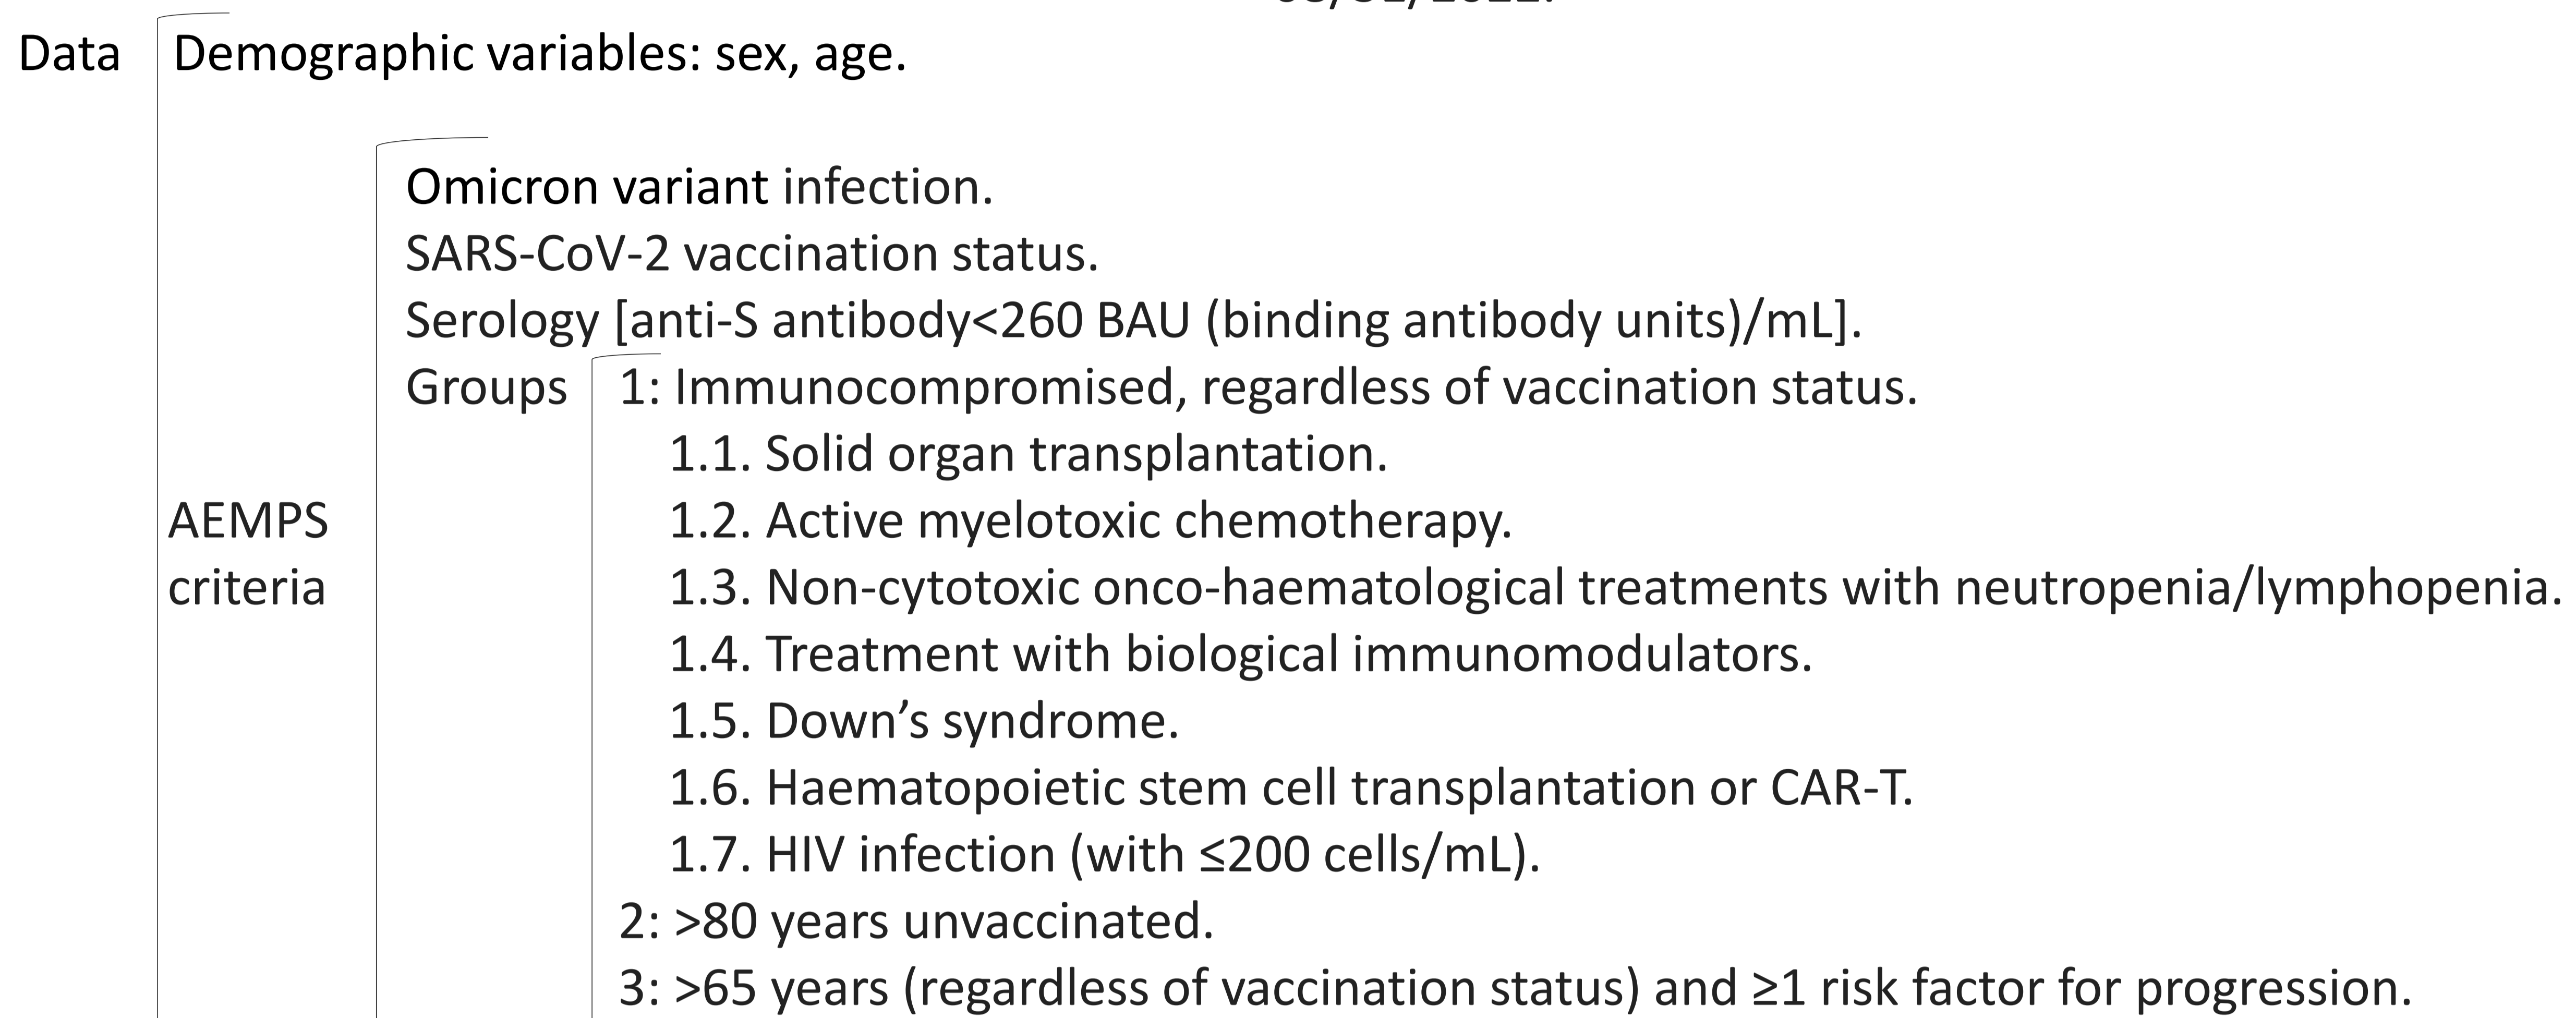 Data Demographic variables: sex, age.
Omicron variant infection.
SARS-CoV-2 vaccination status.
Serology [anti-S antibody<260 BAU (binding antibody units)/mL].
Groups 1: Immunocompromised, regardless of vaccination status.
1.1. Solid organ transplantation.
AEMPS 1.2. Active myelotoxic chemotherapy.
criteria 1.3. Non-cytotoxic onco-haematological treatments with neutropenia/lymphopenia.
1.4. Treatment with biological immunomodulators.
1.5. Down’s syndrome.
1.6. Haematopoietic stem cell transplantation or CAR-T.
1.7. HIV infection (with ≤200 cells/mL).
2: >80 years unvaccinated.
3: >65 years (regardless of vaccination status) and ≥1 risk factor for progression.